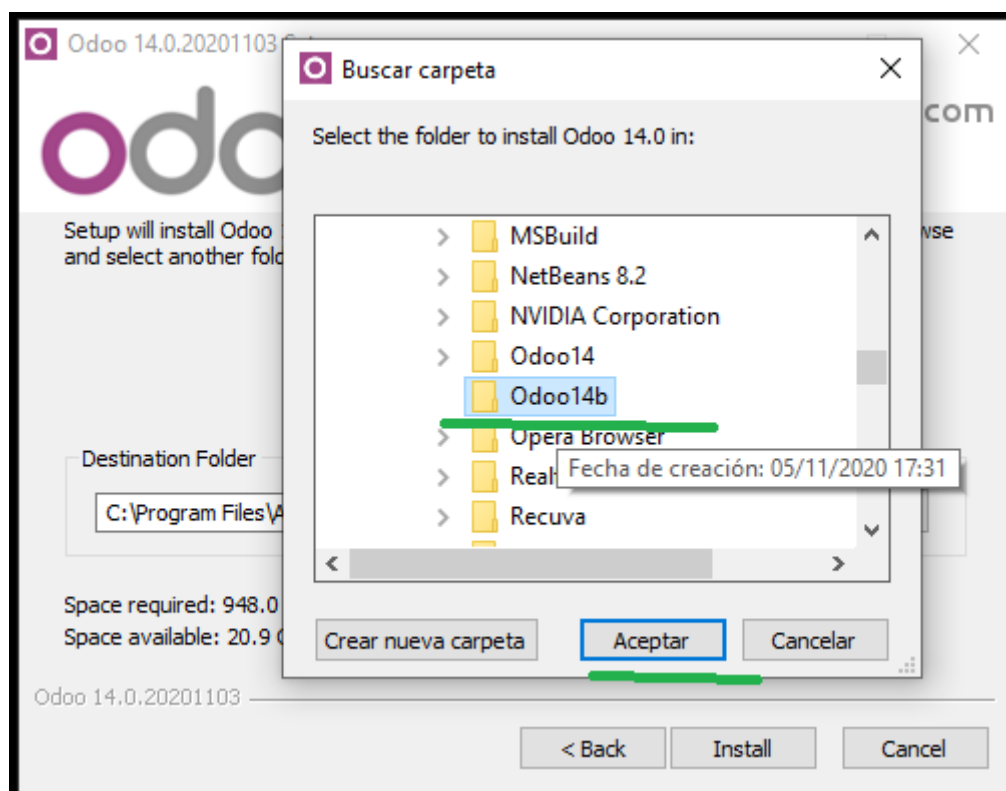 Odoo 14.0.20201103
Buscar carpeta
com
Select the folder to install Odoo 14.0 in:
Setup will install Odoo
and select another
MSBuild
NetBeans 8.2
NVIDIA Corporation
Odoo14
Odoo14b
Opera Browser
Fecha de creación: 05/11/2020 17:31
Recuva
Destination Folder
C:\Program Files\
Space required: 948.0
Space available: 20.9
Crear nueva carpeta
Aceptar
Cancelar
Odoo 14.0.20201103
< Back
Install
Cancel